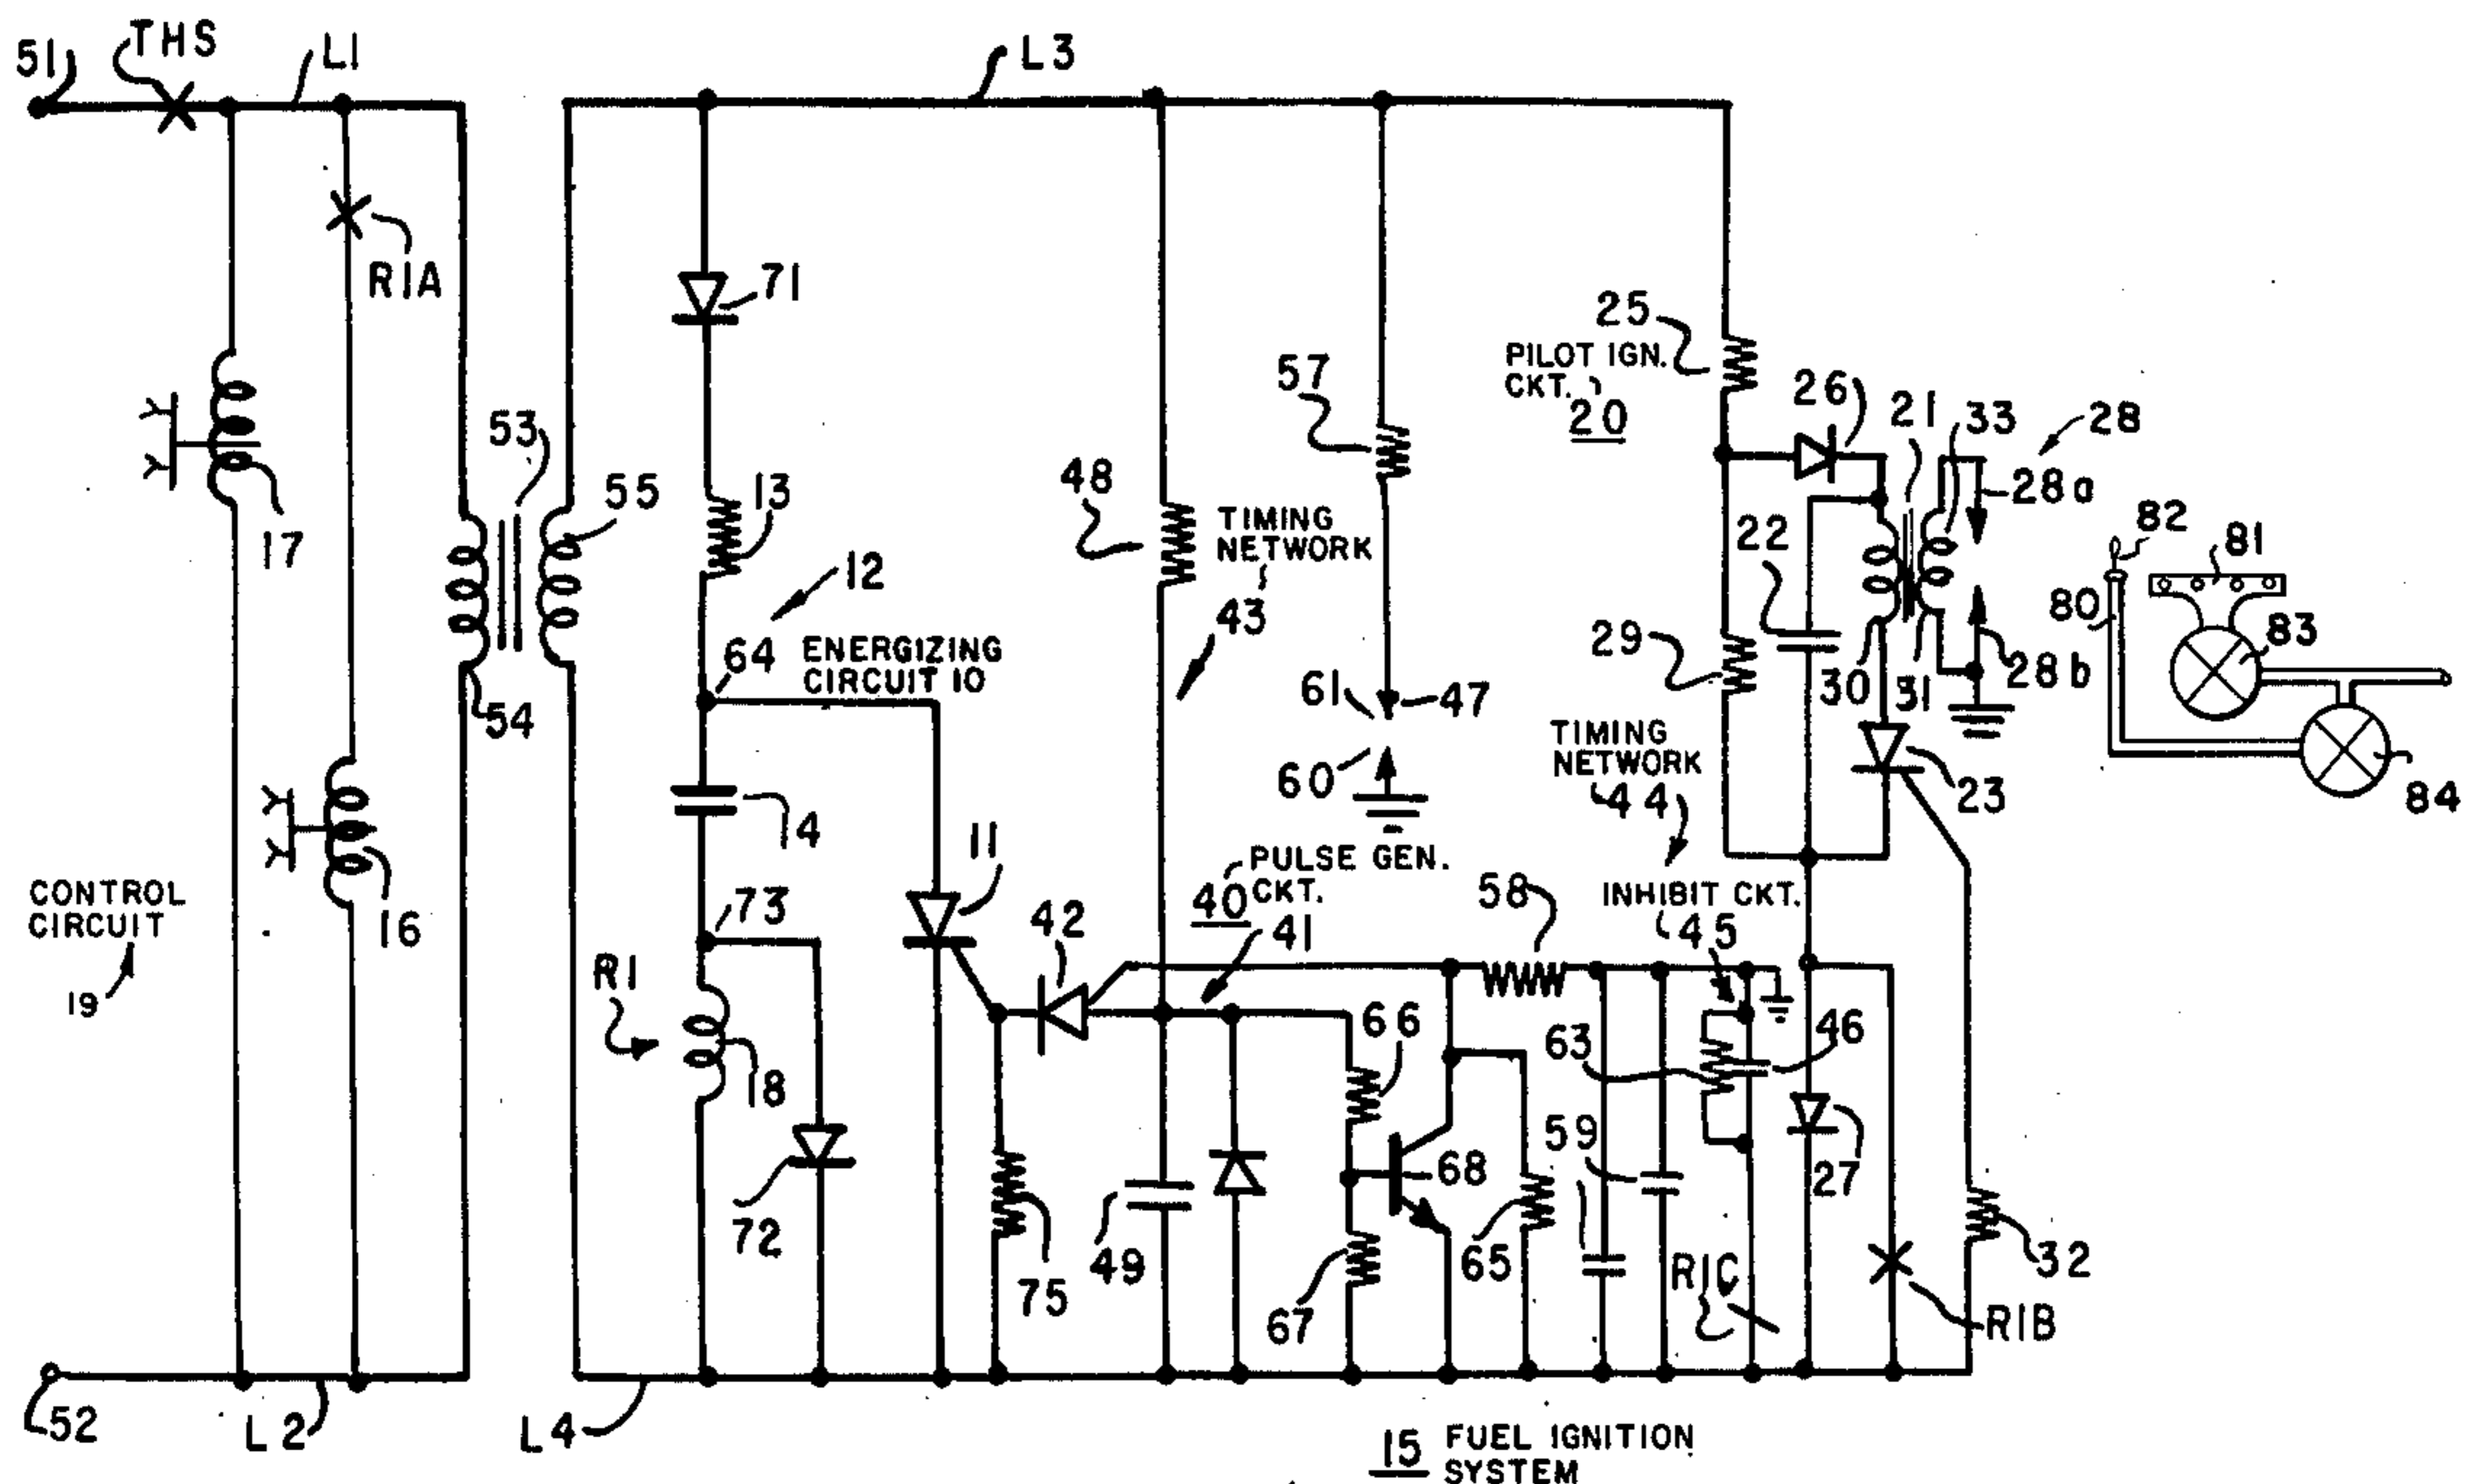 51
THS
L1
L3
R1A
71
25
PILOT IGN.
CKT.
20
57
26
21
33
28
28a
53
55
48
13
TIMING
NETWORK
43
22
82
81
17
12
29
80
83
64
ENERGIZING
CIRCUIT 10
61
47
30
31
28b
54
TIMING
NETWORK
44
60
23
84
14
11
PULSE GEN.
CKT.
40
58
INHIBIT CKT.
45
CONTROL
CIRCUIT
19
16
73
42
41
R1
66
63
46
18
59
27
68
72
75
49
67
65
R1C
32
R1B
52
L2
L4
15
FUEL IGNITION
SYSTEM